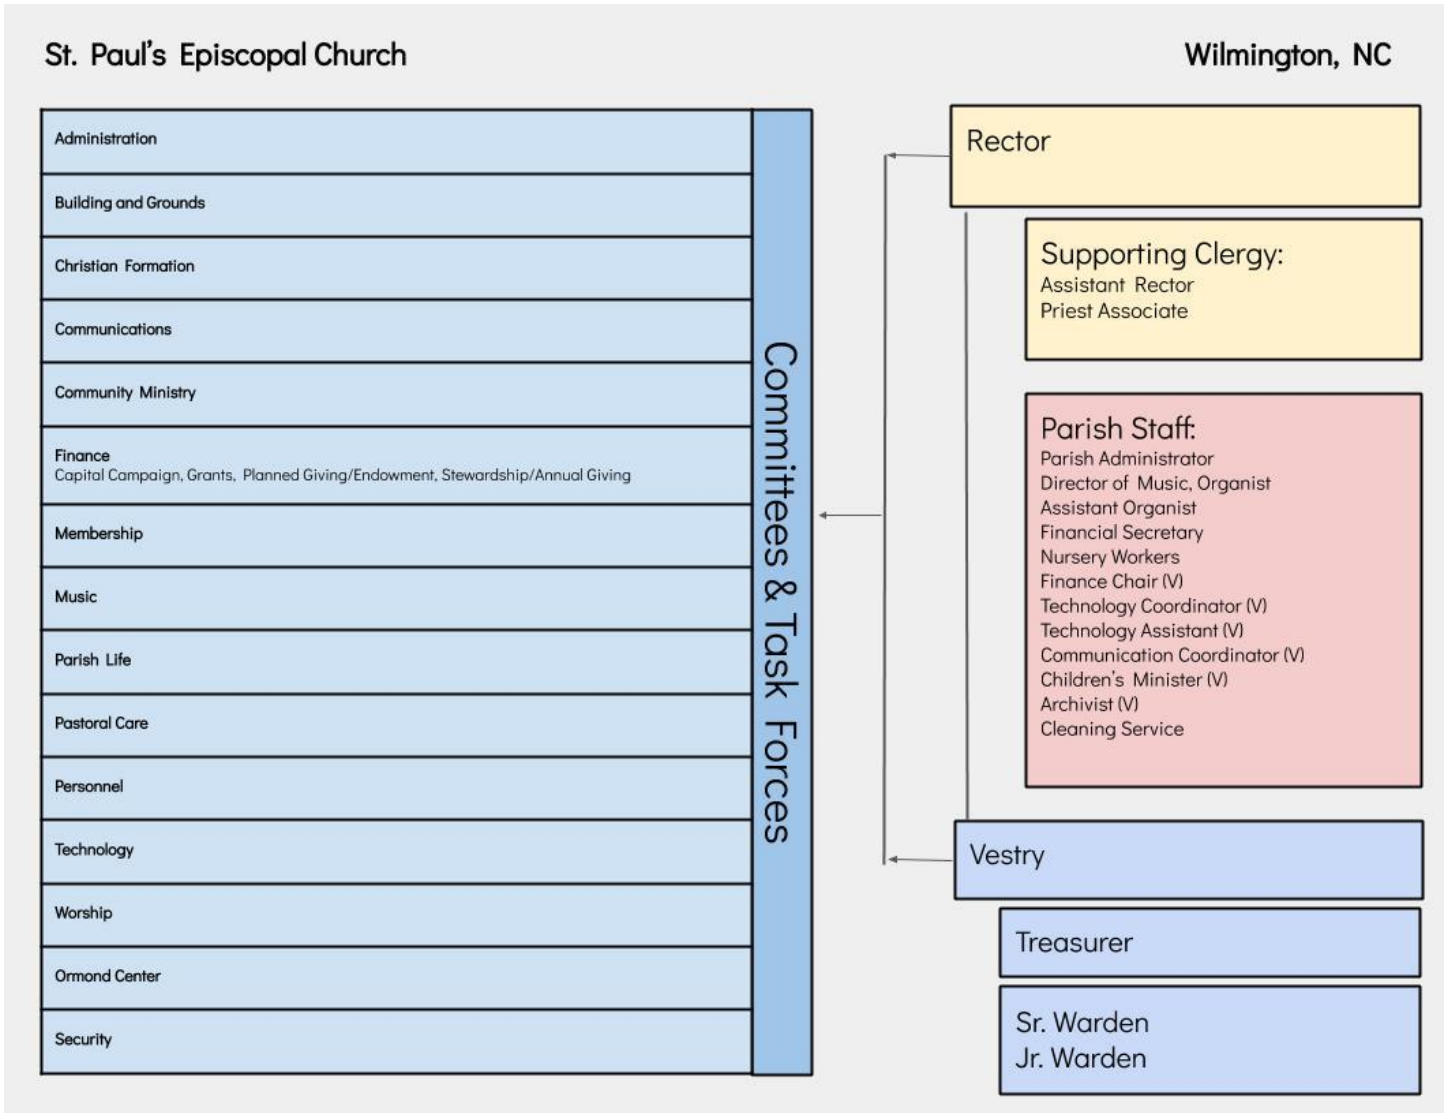 St. Paul's Episcopal Church
Wilmington, NC
Administration
Building and Grounds
Christian Formation
Communications
Community Ministry
Finance
Capital Campaign, Grants, Planned Giving/Endowment, Stewardship/Annual Giving
Membership
Music
Parish Life
Pastoral Care
Personnel
Technology
Worship
Ormond Center
Security
Committees & Task Forces
Rector
Supporting Clergy:
Assistant Rector
Priest Associate
Parish Staff:
Parish Administrator
Director of Music, Organist
Assistant Organist
Financial Secretary
Nursery Workers
Finance Chair (V)
Technology Coordinator (V)
Technology Assistant (V)
Communication Coordinator (V)
Children's Minister (V)
Archivist (V)
Cleaning Service
Vestry
Treasurer
Sr. Warden
Jr. Warden